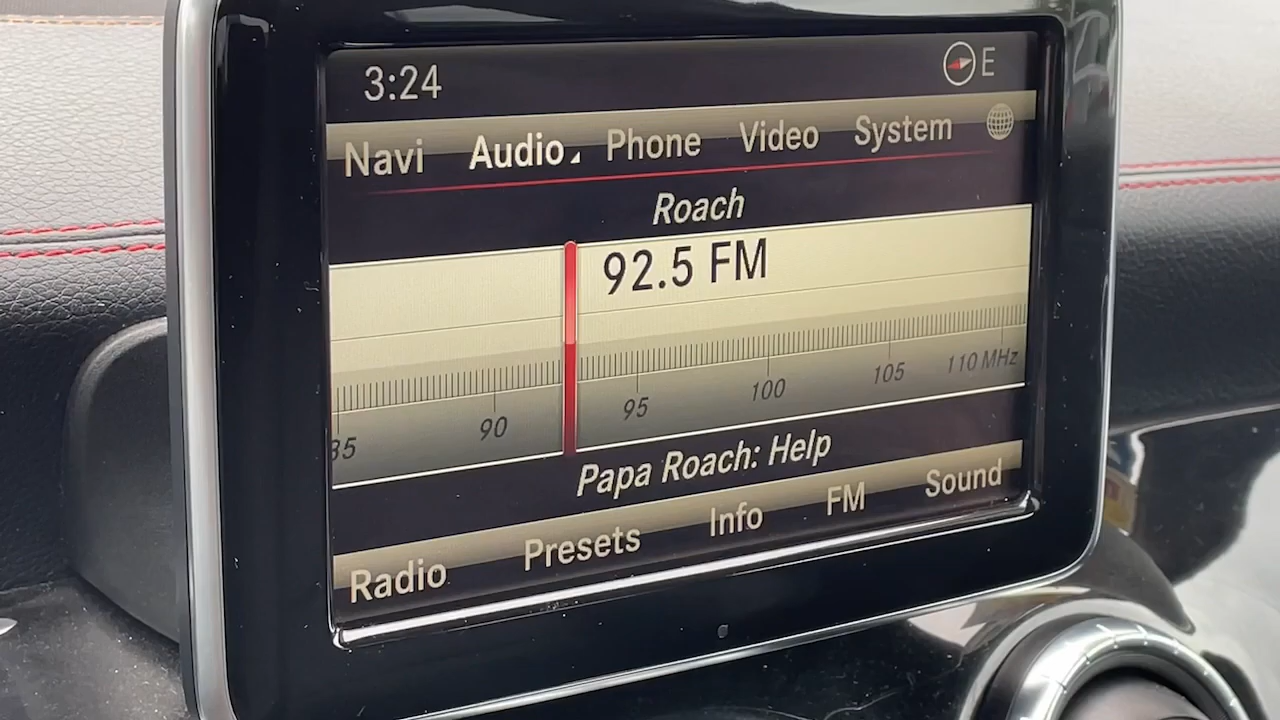 3:24 E
Navi Audio Phone Video System
Roach
92.5 FM
85 90 95 100 105 110 MHz
Papa Roach: Help
Radio Presets Info FM Sound